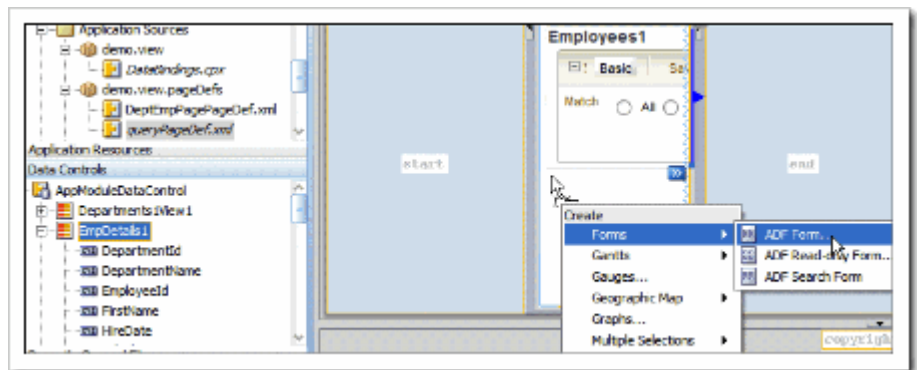 Application Sources
demo.view
DataBindings.cpx
demo.view.pageDefs
DeptEmpPagePageDef.xml
queryPageDef.xml
Application Resources
Data Controls
AppModuleDataControl
Departments1View1
EmpDetails1
DepartmentId
DepartmentName
EmployeeId
FirstName
HireDate
start
Employees1
Basic
Match
All
end
Create
Forms
Gantts
Gauges...
Geographic Map
Graphs...
Multiple Selections
ADF Form...
ADF Read-only Form...
ADF Search Form